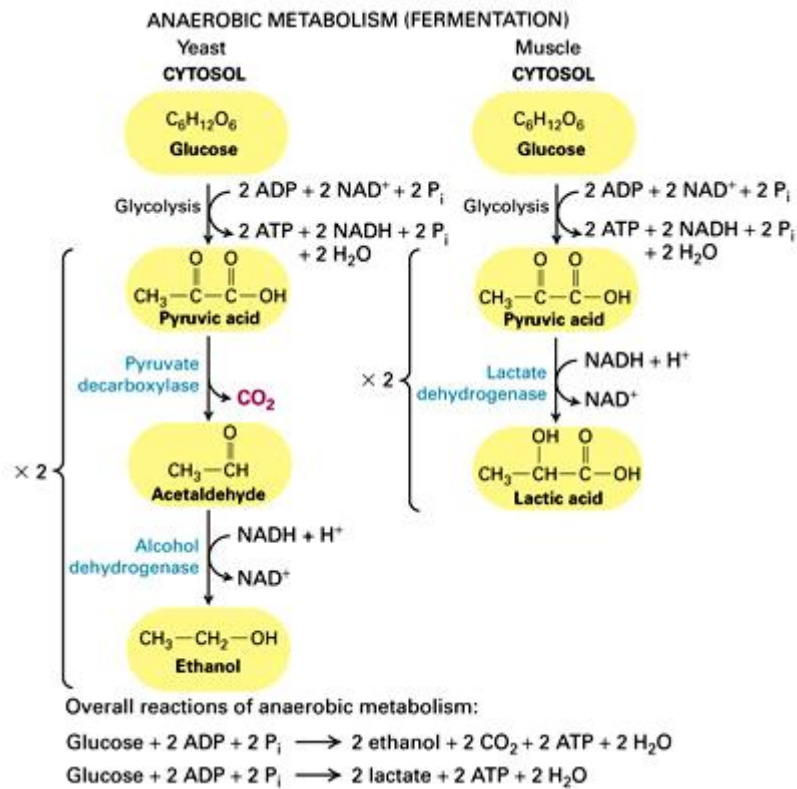 ANAEROBIC METABOLISM (FERMENTATION)
Yeast
CYTOSOL
C₆H₁₂O₆
Glucose
Glycolysis
2 ADP + 2 NAD⁺ + 2 Pᵢ
2 ATP + 2 NADH + 2 Pᵢ
+ 2 H₂O
O O
CH₃—C—C—OH
Pyruvic acid
Pyruvate
decarboxylase
CO₂
× 2
O
CH₃—CH
Acetaldehyde
Alcohol
dehydrogenase
NADH + H⁺
NAD⁺
CH₃—CH₂—OH
Ethanol
Muscle
CYTOSOL
C₆H₁₂O₆
Glucose
Glycolysis
2 ADP + 2 NAD⁺ + 2 Pᵢ
2 ATP + 2 NADH + 2 Pᵢ
+ 2 H₂O
O O
CH₃—C—C—OH
Pyruvic acid
× 2
Lactate
dehydrogenase
NADH + H⁺
NAD⁺
OH O
CH₃—CH—C—OH
Lactic acid
Overall reactions of anaerobic metabolism:
Glucose + 2 ADP + 2 Pᵢ ⟶ 2 ethanol + 2 CO₂ + 2 ATP + 2 H₂O
Glucose + 2 ADP + 2 Pᵢ ⟶ 2 lactate + 2 ATP + 2 H₂O